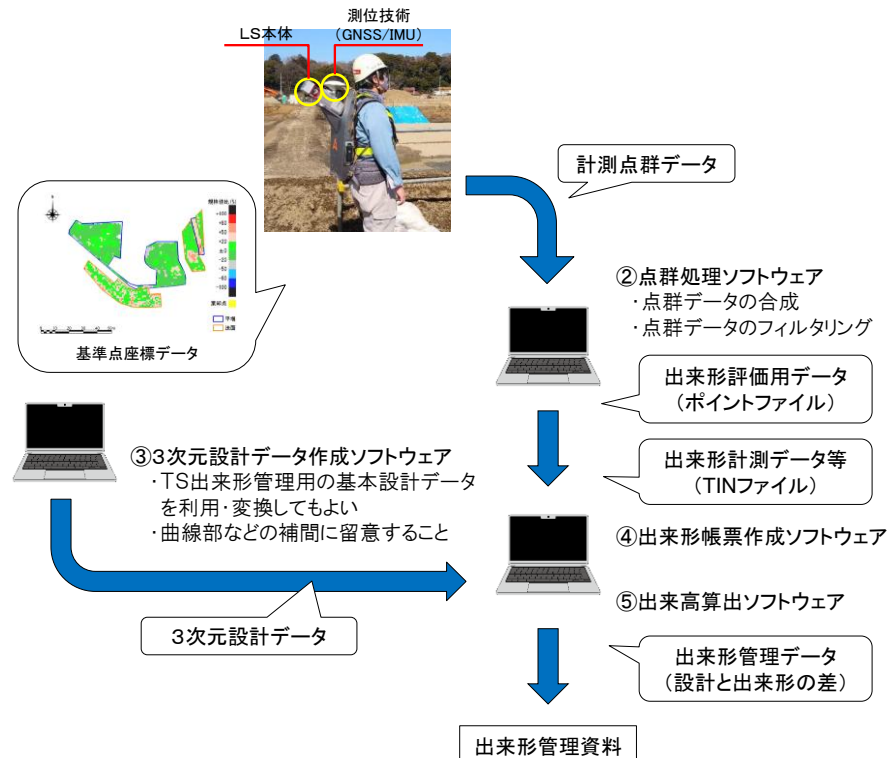 測位技術
(GNSS/IMU)
LS本体
計測点群データ
②点群処理ソフトウェア
・点群データの合成
・点群データのフィルタリング
基準点座標データ
出来形評価用データ
(ポイントファイル)
③3次元設計データ作成ソフトウェア
・TS出来形管理用の基本設計データ
を利用・変換してもよい
・曲線部などの補間に留意すること
出来形計測データ等
(TINファイル)
④出来形帳票作成ソフトウェア
⑤出来高算出ソフトウェア
3次元設計データ
出来形管理データ
(設計と出来形の差)
出来形管理資料